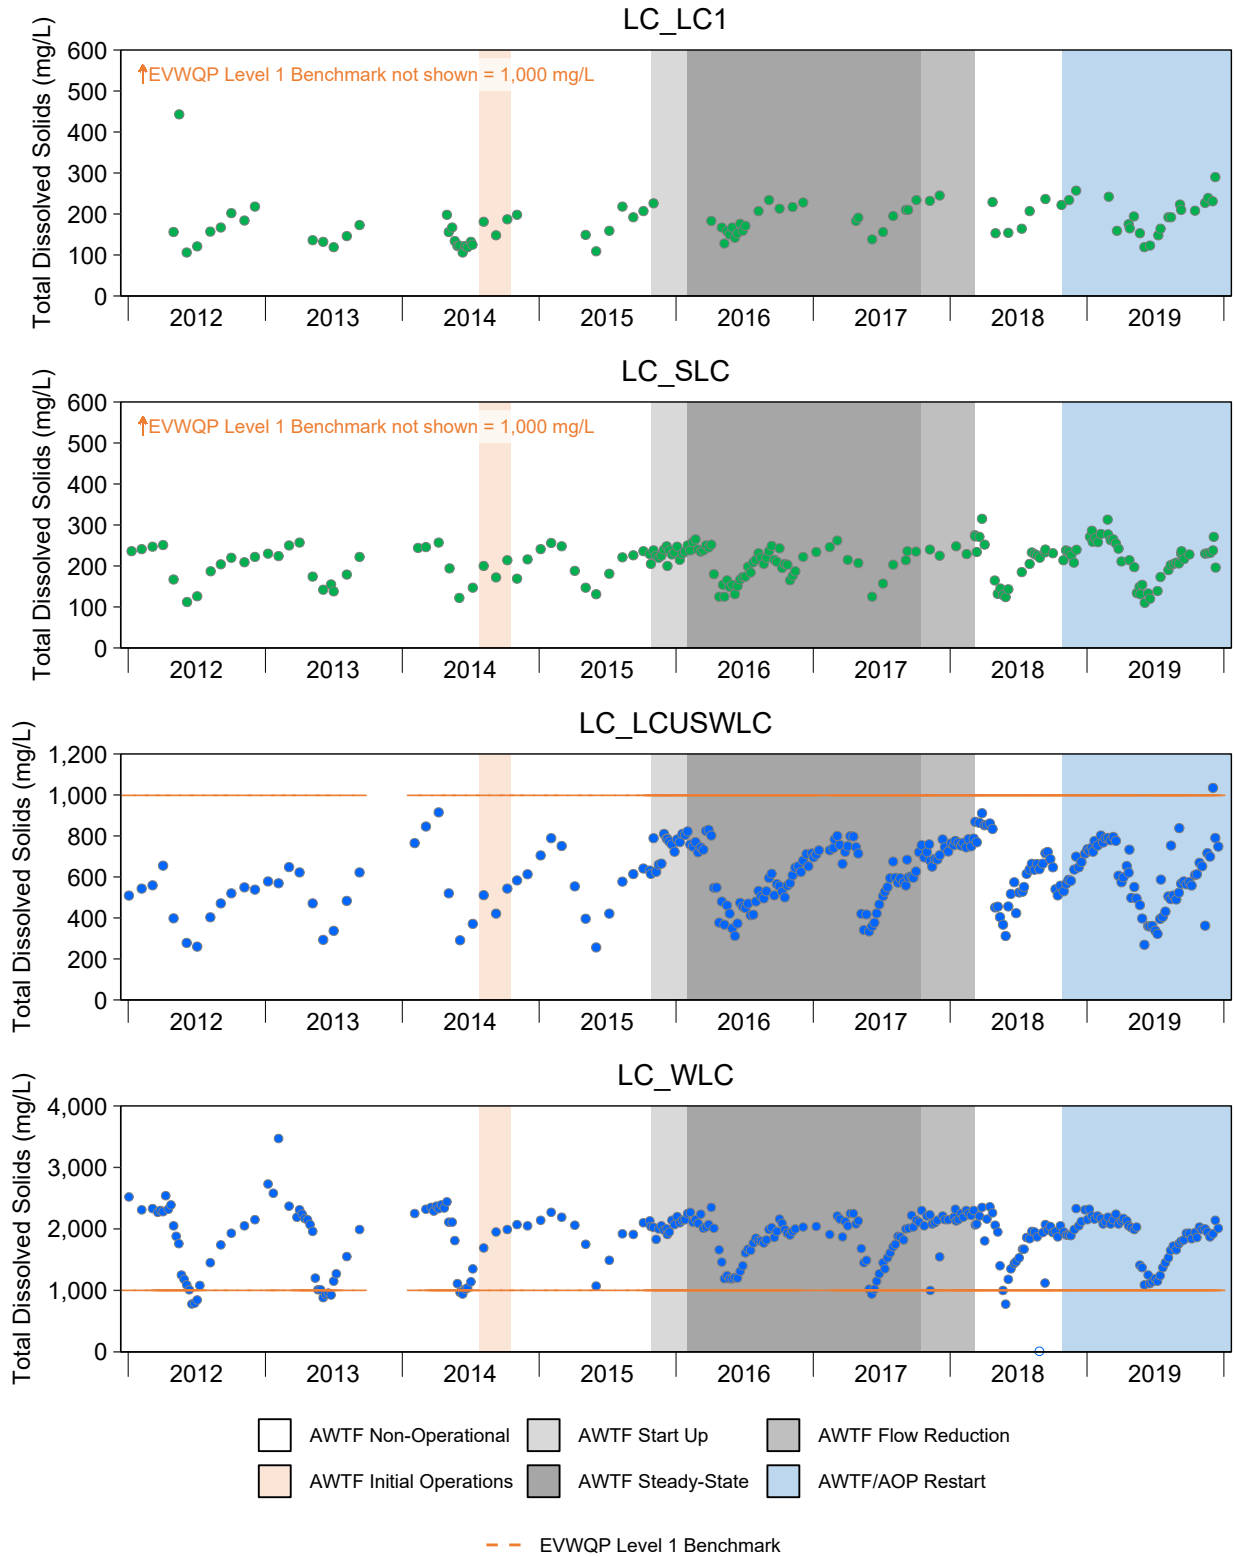 LC_LC1
Total Dissolved Solids (mg/L)
600
500
400
300
200
100
0
EVWQP Level 1 Benchmark not shown = 1,000 mg/L
2012 2013 2014 2015 2016 2017 2018 2019
LC_SLC
Total Dissolved Solids (mg/L)
600
500
400
300
200
100
0
EVWQP Level 1 Benchmark not shown = 1,000 mg/L
2012 2013 2014 2015 2016 2017 2018 2019
LC_LCUSWLC
Total Dissolved Solids (mg/L)
1,200
1,000
800
600
400
200
0
2012 2013 2014 2015 2016 2017 2018 2019
LC_WLC
Total Dissolved Solids (mg/L)
4,000
3,000
2,000
1,000
0
2012 2013 2014 2015 2016 2017 2018 2019
AWTF Non-Operational AWTF Start Up AWTF Flow Reduction
AWTF Initial Operations AWTF Steady-State AWTF/AOP Restart
EVWQP Level 1 Benchmark